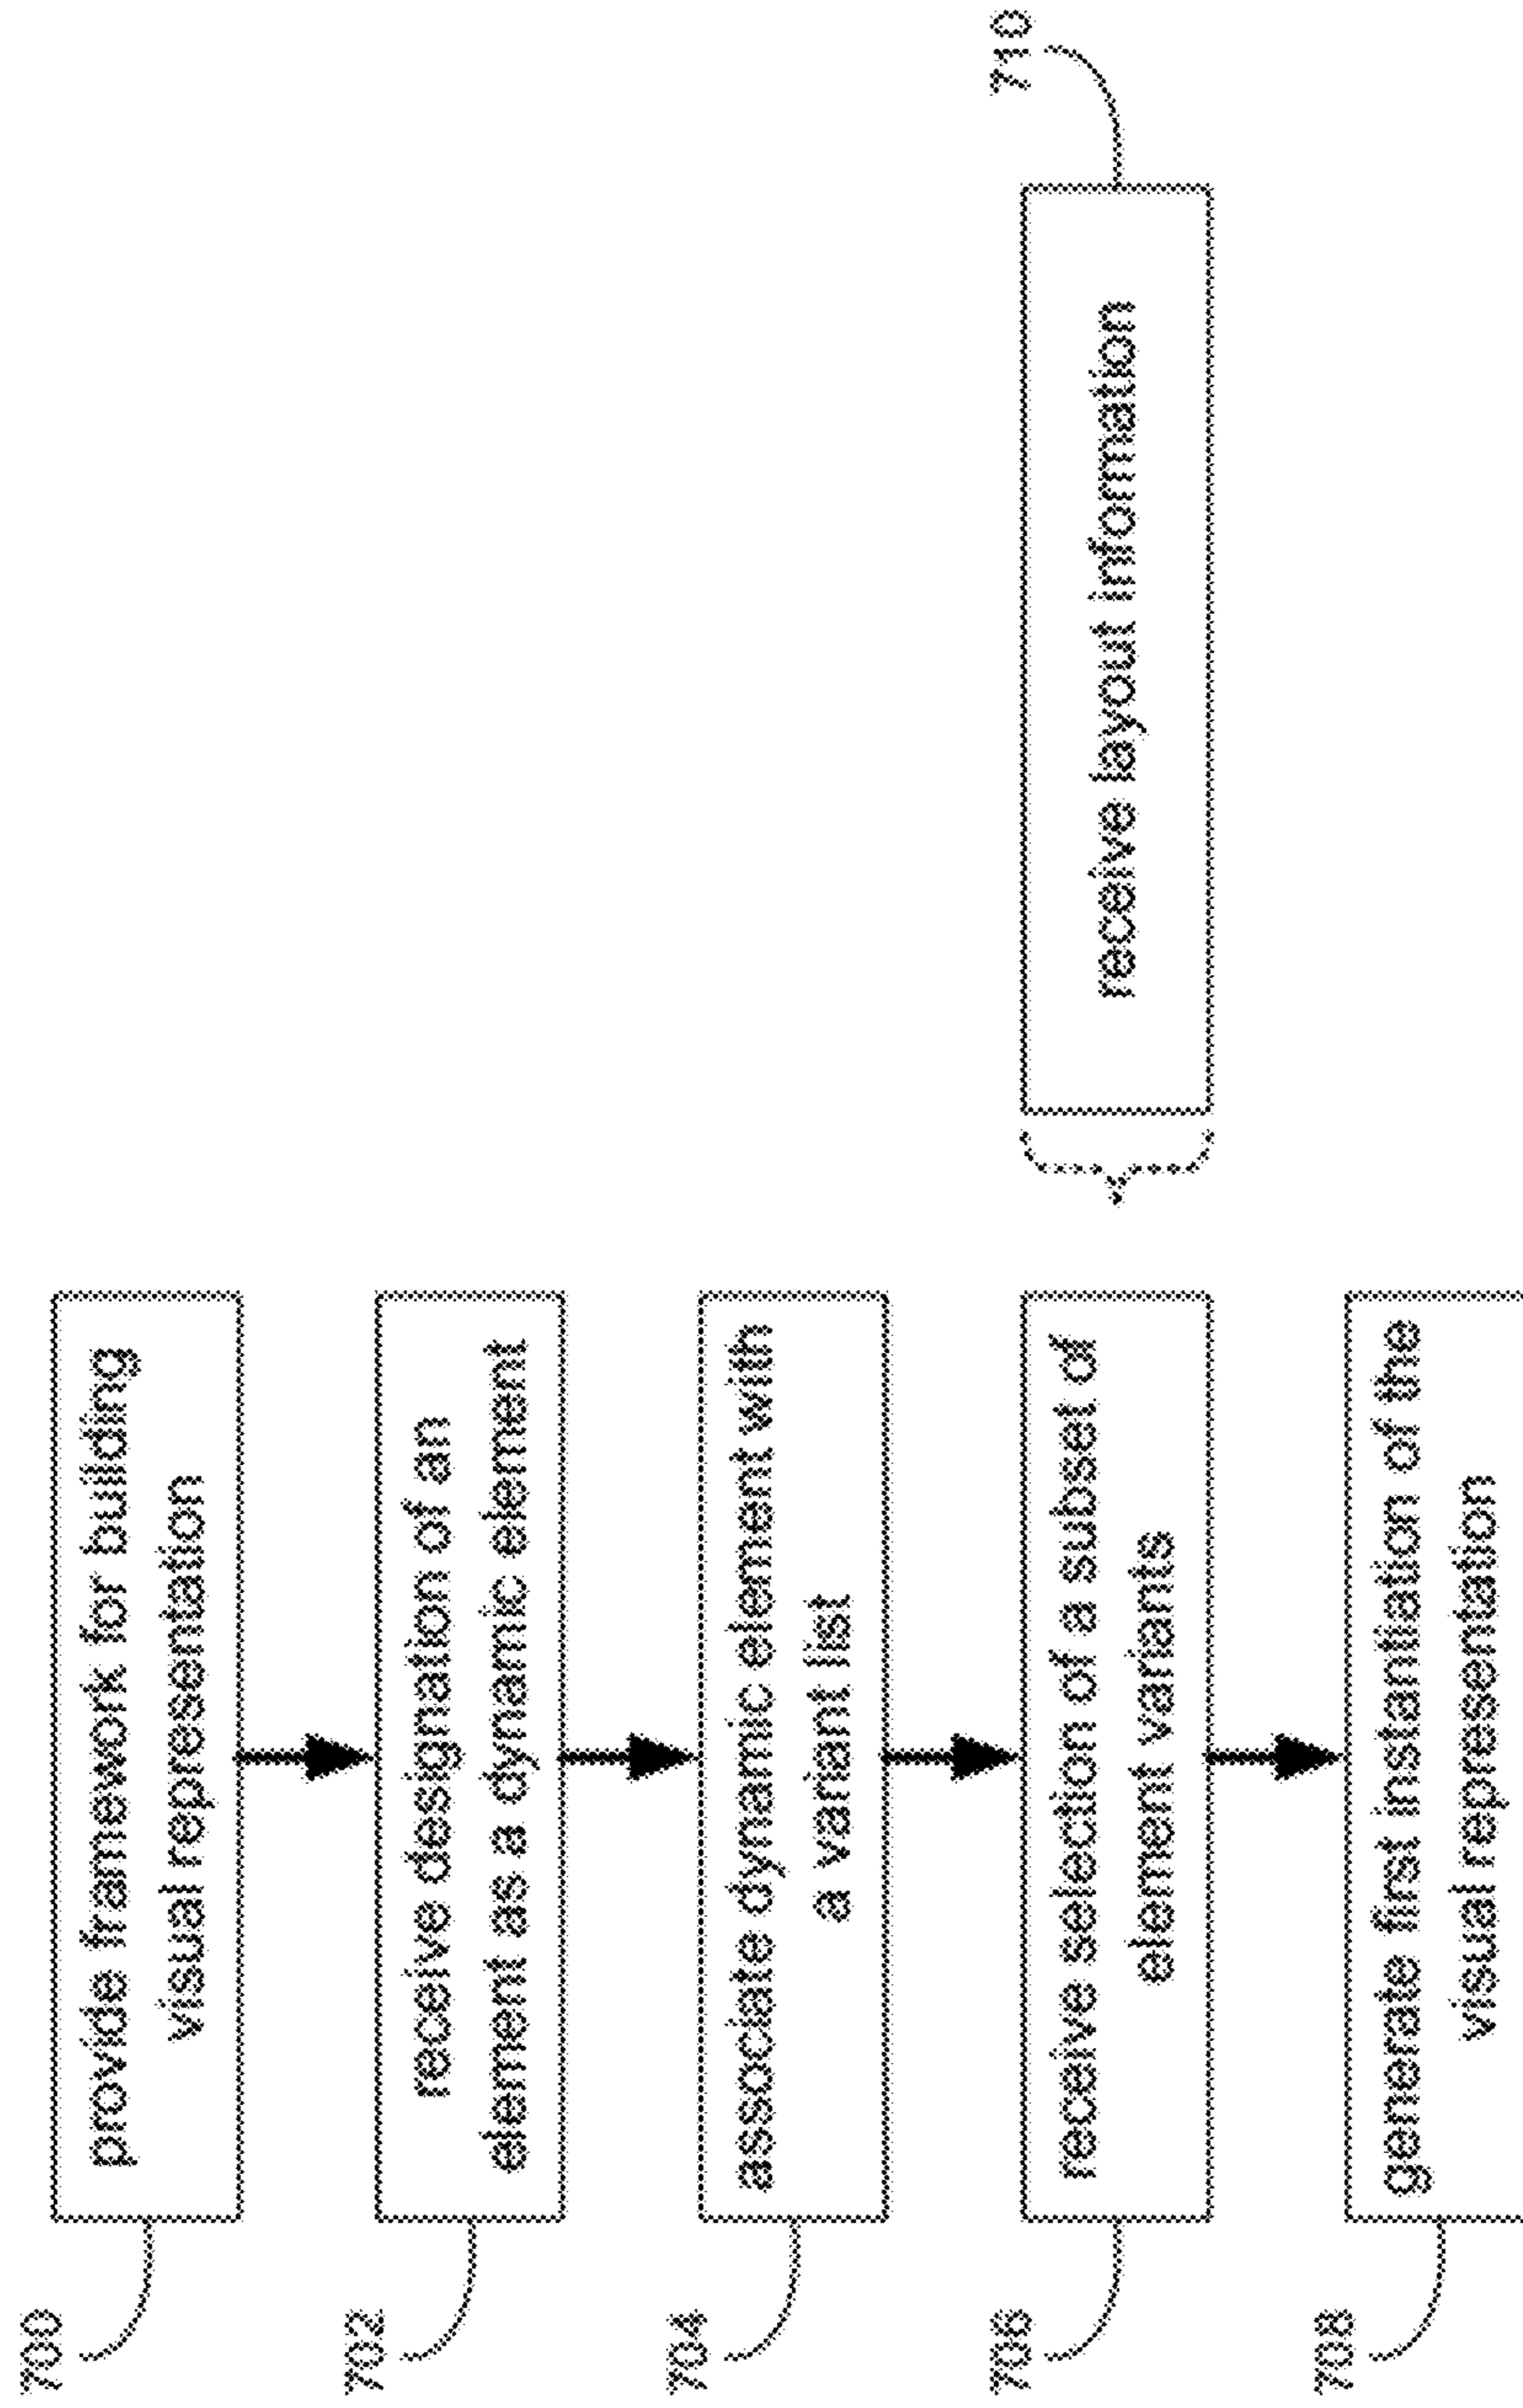 700
provide framework for building
visual representation
702
receive designation of an
element as a dynamic element
704
associate dynamic element with
a variant list
706
receive selection of a subset of
element variants
receive layout information
710
708
generate first instantiation of the
visual representation